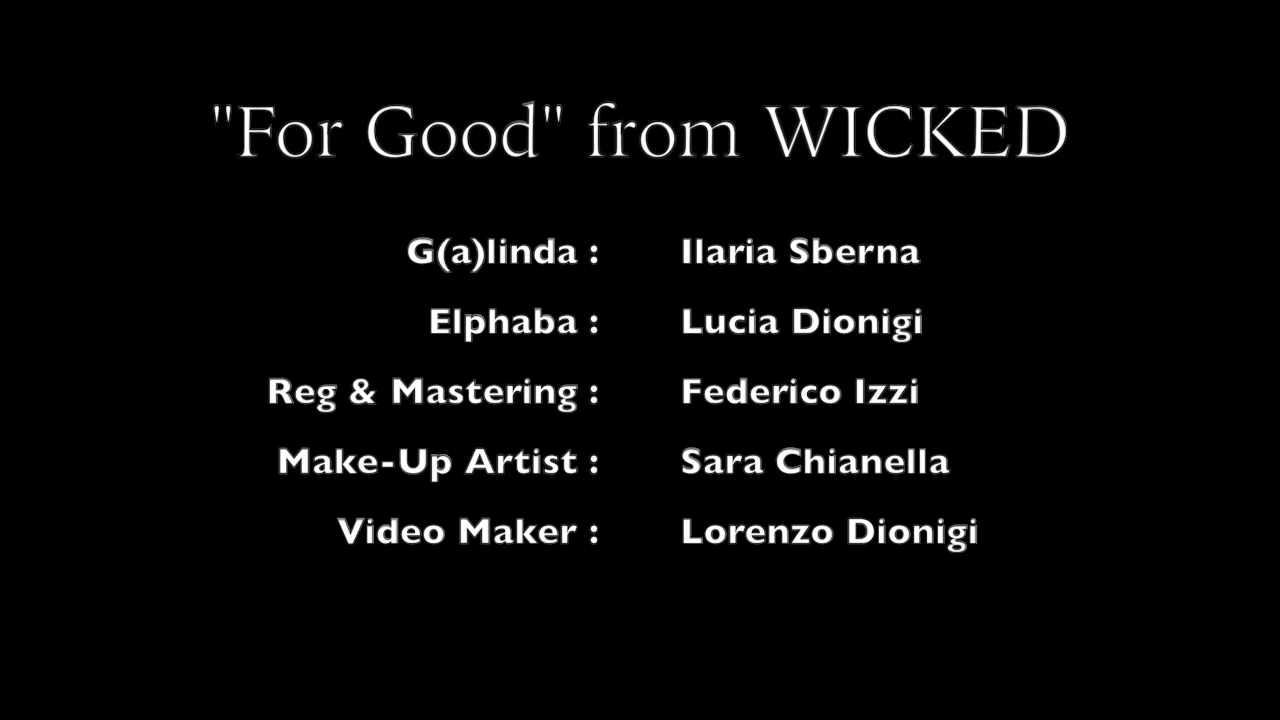 "For Good" from WICKED
G(a)linda : Ilaria Sberna
Elphaba : Lucia Dionigi
Reg & Mastering : Federico Izzi
Make-Up Artist : Sara Chianella
Video Maker : Lorenzo Dionigi